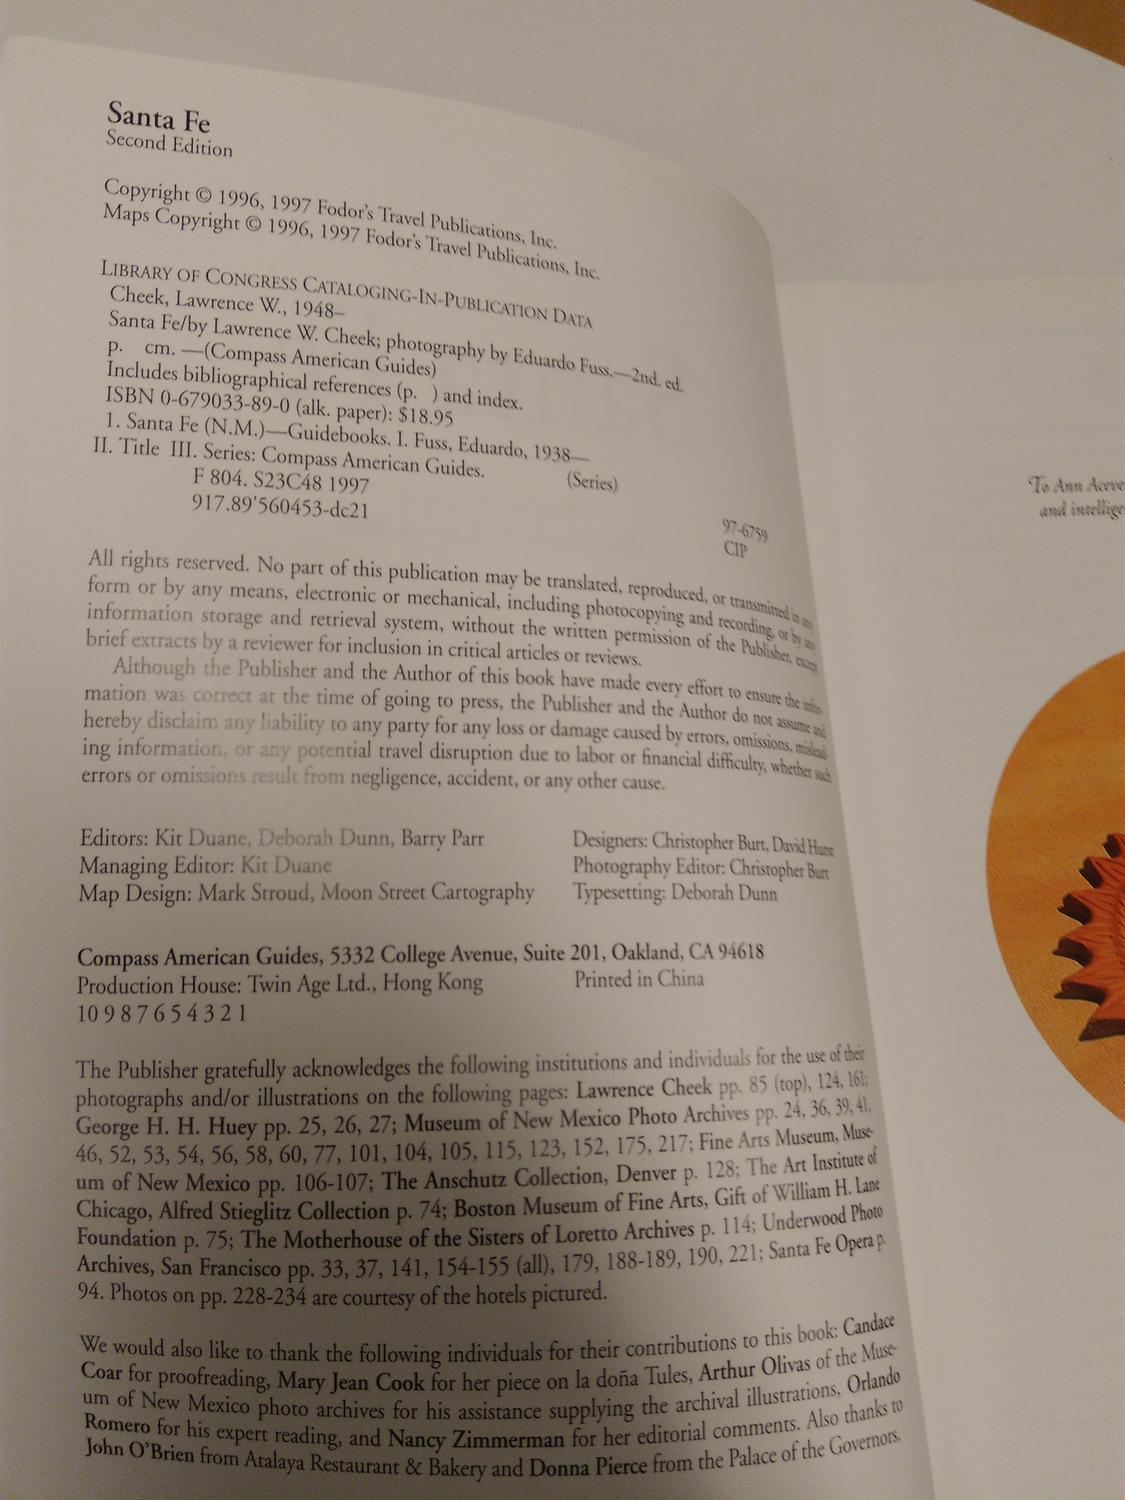 Santa Fe
Second Edition
Copyright © 1996, 1997 Fodor's Travel Publications, Inc.
Maps Copyright © 1996, 1997 Fodor's Travel Publications, Inc.
LIBRARY OF CONGRESS CATALOGING-IN-PUBLICATION DATA
Cheek, Lawrence W., 1948–
Santa Fe/by Lawrence W. Cheek; photography by Eduardo Fuss.—2nd. ed.
p. cm. —(Compass American Guides)
Includes bibliographical references (p. ) and index.
ISBN 0-679033-89-0 (alk. paper): $18.95
1. Santa Fe (N.M.)—Guidebooks. I. Fuss, Eduardo, 1938—
II. Title III. Series: Compass American Guides. (Series)
F 804. S23C48 1997
917.89'560453-dc21
97-6759
CIP
All rights reserved. No part of this publication may be translated, reproduced, or transmitted in any
form or by any means, electronic or mechanical, including photocopying and recording, or by any
information storage and retrieval system, without the written permission of the Publisher, except
brief extracts by a reviewer for inclusion in critical articles or reviews.
Although the Publisher and the Author of this book have made every effort to ensure the infor-
mation was correct at the time of going to press, the Publisher and the Author do not assume and
hereby disclaim any liability to any party for any loss or damage caused by errors, omissions, mislead-
ing information, or any potential travel disruption due to labor or financial difficulty, whether such
errors or omissions result from negligence, accident, or any other cause.
Editors: Kit Duane, Deborah Dunn, Barry Parr
Managing Editor: Kit Duane
Map Design: Mark Stroud, Moon Street Cartography
Designers: Christopher Burt, David Hurst
Photography Editor: Christopher Burt
Typesetting: Deborah Dunn
Compass American Guides, 5332 College Avenue, Suite 201, Oakland, CA 94618
Production House: Twin Age Ltd., Hong Kong Printed in China
10 9 8 7 6 5 4 3 2 1
The Publisher gratefully acknowledges the following institutions and individuals for the use of their
photographs and/or illustrations on the following pages: Lawrence Cheek pp. 85 (top), 124, 161;
George H. H. Huey pp. 25, 26, 27; Museum of New Mexico Photo Archives pp. 24, 36, 39, 41,
46, 52, 53, 54, 56, 58, 60, 77, 101, 104, 105, 115, 123, 152, 175, 217; Fine Arts Museum, Muse-
um of New Mexico pp. 106-107; The Anschutz Collection, Denver p. 128; The Art Institute of
Chicago, Alfred Stieglitz Collection p. 74; Boston Museum of Fine Arts, Gift of William H. Lane
Foundation p. 75; The Motherhouse of the Sisters of Loretto Archives p. 114; Underwood Photo
Archives, San Francisco pp. 33, 37, 141, 154-155 (all), 179, 188-189, 190, 221; Santa Fe Opera p.
94. Photos on pp. 228-234 are courtesy of the hotels pictured.
We would also like to thank the following individuals for their contributions to this book: Candace
Coar for proofreading, Mary Jean Cook for her piece on la doña Tules, Arthur Olivas of the Muse-
um of New Mexico photo archives for his assistance supplying the archival illustrations, Orlando
Romero for his expert reading, and Nancy Zimmerman for her editorial comments. Also thanks to
John O'Brien from Atalaya Restaurant & Bakery and Donna Pierce from the Palace of the Governors.
To Ann Aceve
and intellige